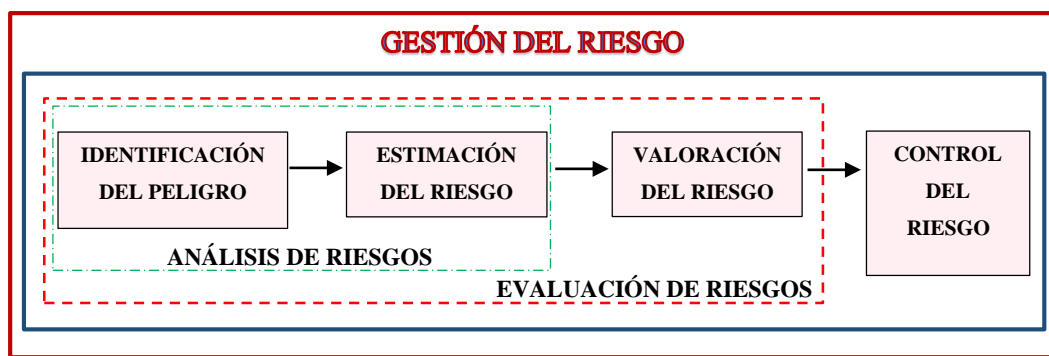 GESTIÓN DEL RIESGO
IDENTIFICACIÓN
DEL PELIGRO
ESTIMACIÓN
DEL RIESGO
VALORACIÓN
DEL RIESGO
CONTROL
DEL
RIESGO
ANÁLISIS DE RIESGOS
EVALUACIÓN DE RIESGOS